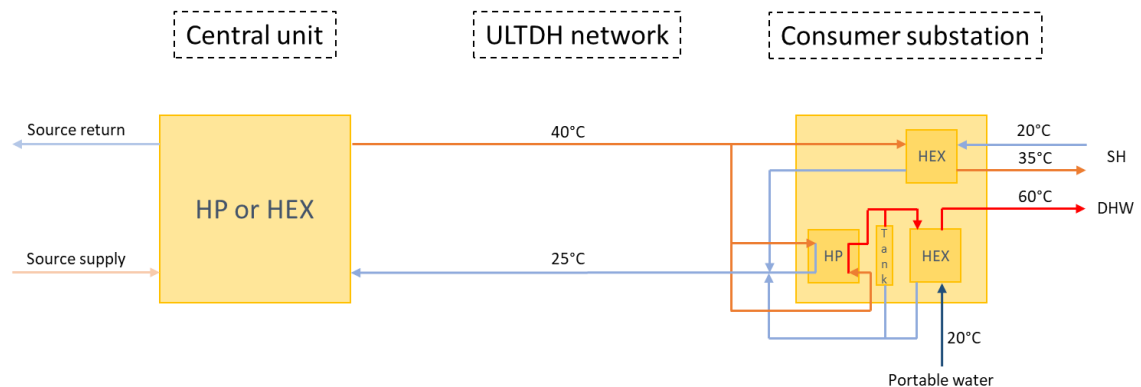 Central unit
ULTDH network
Consumer substation
Source return
40°C
20°C
HEX
35°C
SH
HP or HEX
60°C
DHW
Source supply
25°C
HP
Tank
HEX
20°C
Portable water